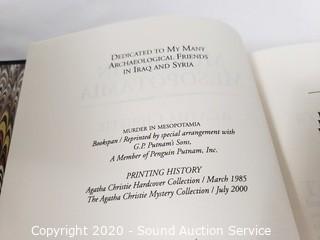 DEDICATED TO MY MANY
ARCHAEOLOGICAL FRIENDS
IN IRAQ AND SYRIA
MURDER IN MESOPOTAMIA
Bookspan / Reprinted by special arrangement with
G.P. Putnam's Sons,
A Member of Penguin Putnam, Inc.
PRINTING HISTORY
Agatha Christie Hardcover Collection / March 1985
The Agatha Christie Mystery Collection / July 2000
Copyright © 2020 - Sound Auction Service